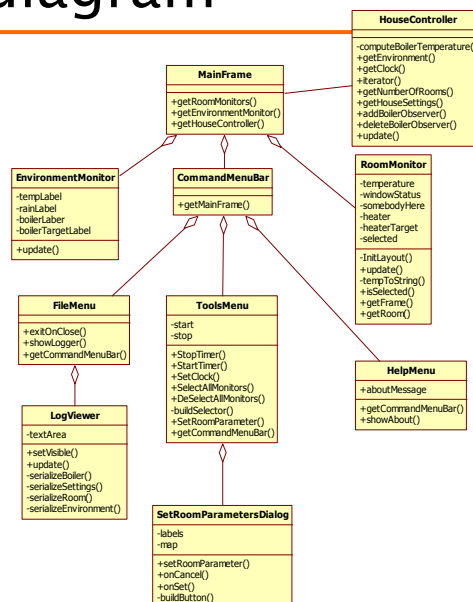 diagram
HouseController
-computeBoilerTemperature(
+getEnvironment()
+getClock()
+iterator()
+getNumberOfRooms()
+getHouseSettings()
+addBoilerObserver()
+deleteBoilerObserver()
+update()
MainFrame
+getRoomMonitors()
+getEnvironmentMonitor()
+getHouseController()
EnvironmentMonitor
-tempLabel
-rainLabel
-boilerLaber
-boilerTargetLabel
+update()
CommandMenuBar
+getMainFrame()
RoomMonitor
-temperature
-windowStatus
-somebodyHere
-heater
-heaterTarget
-selected
-InitLayout()
+update()
-tempToString()
+isSelected()
+getFrame()
+getRoom()
FileMenu
+exitOnClose()
+showLogger()
+getCommandMenuBar()
ToolsMenu
-start
-stop
+StopTimer()
+StartTimer()
+SetClock()
+SelectAllMonitors()
+DeSelectAllMonitors()
-buildSelector()
+SetRoomParameter()
+getCommandMenuBar()
HelpMenu
+aboutMessage
+getCommandMenuBar()
+showAbout()
LogViewer
-textArea
+setVisible()
+update()
-serializeBoiler()
-serializeSettings()
-serializeRoom()
-serializeEnvironment()
SetRoomParametersDialog
-labels
-map
+setRoomParameter()
+onCancel()
+onSet()
-buildButton()